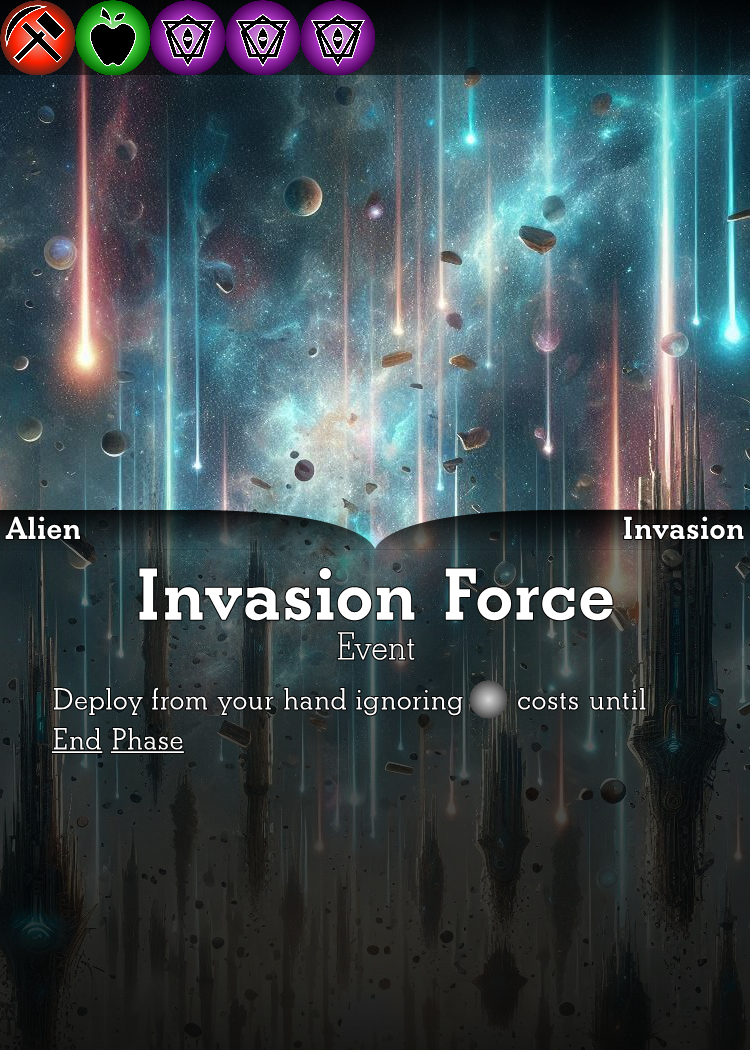 Alien
Invasion
Invasion Force
Event
Deploy from your hand ignoring costs until
End Phase